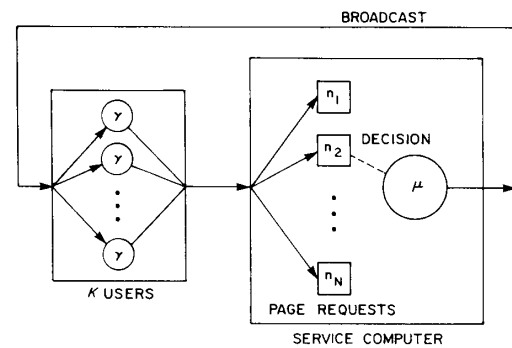 BROADCAST
γ
γ
γ
K USERS
n1
n2
DECISION
μ
nN
PAGE REQUESTS
SERVICE COMPUTER